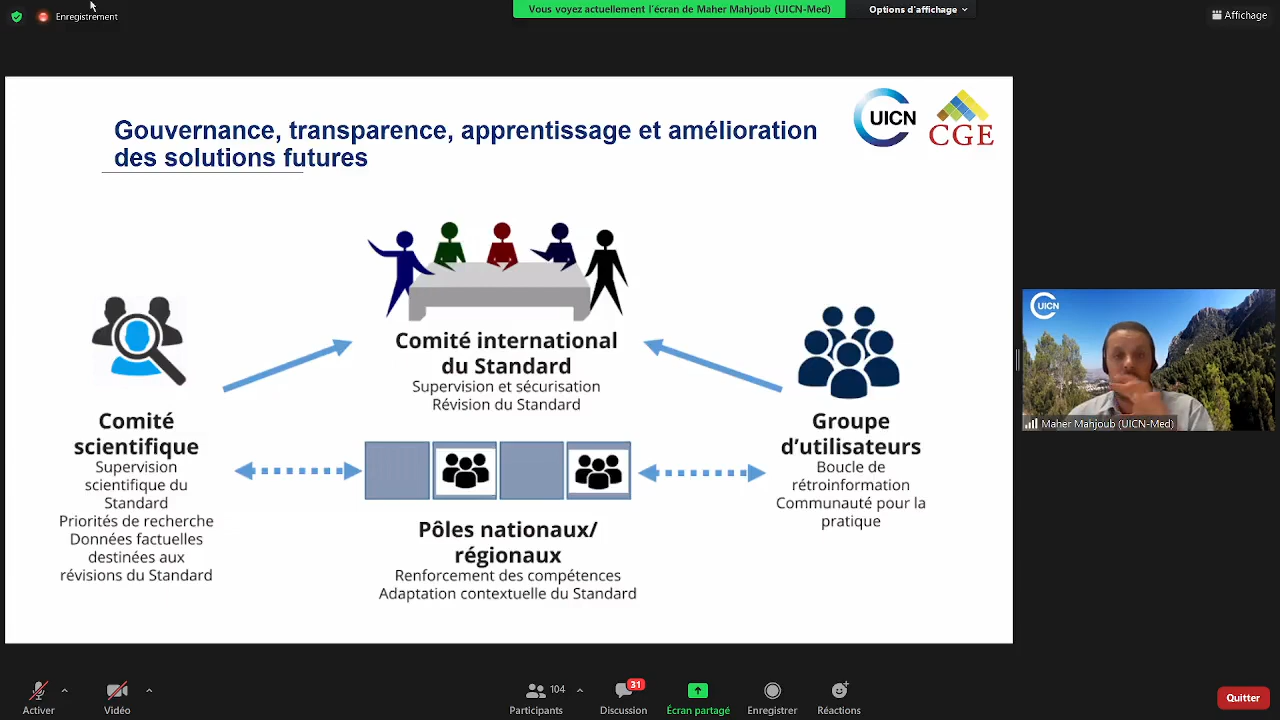 Enregistrement
Vous voyez actuellement l'écran de Maher Mahjoub (UICN-Med)
Options d'affichage
Affichage
Gouvernance, transparence, apprentissage et amélioration
des solutions futures
UICN
CGE
Comité international
du Standard
Supervision et sécurisation
Révision du Standard
Comité
scientifique
Supervision
scientifique du
Standard
Priorités de recherche
Données factuelles
destinées aux
révisions du Standard
Groupe
d'utilisateurs
Boucle de
rétroinformation
Communauté pour la
pratique
Pôles nationaux/
régionaux
Renforcement des compétences
Adaptation contextuelle du Standard
UICN
Maher Mahjoub (UICN-Med)
Activer
Vidéo
104
Participants
31
Discussion
Écran partagé
Enregistrer
Réactions
Quitter